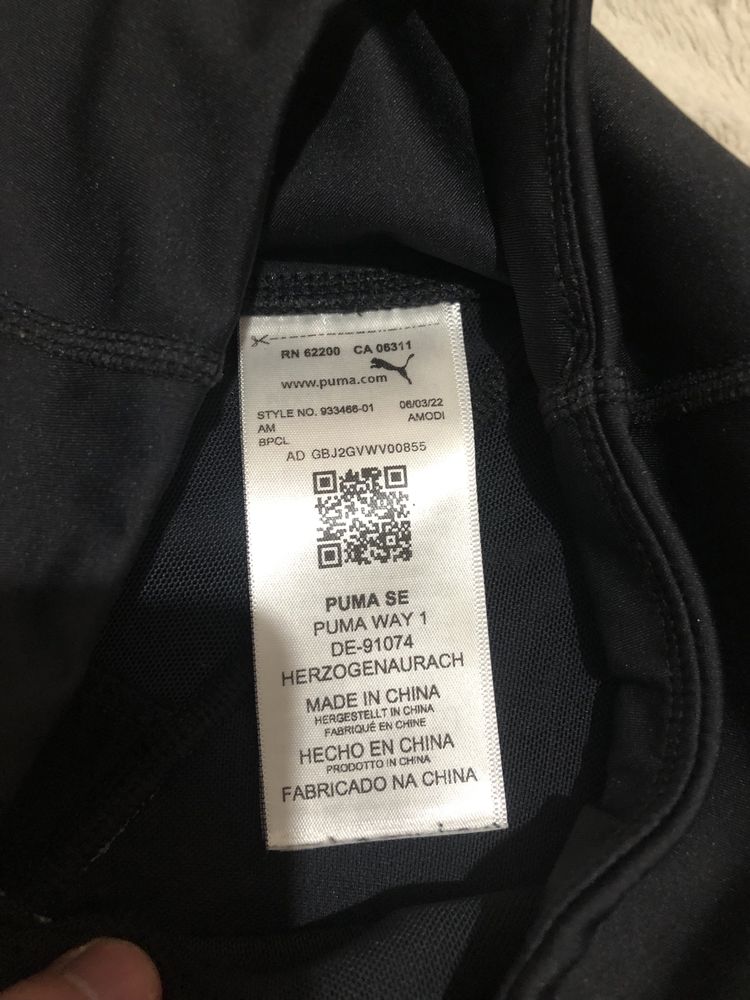 RN 62200 CA 06311
www.puma.com
STYLE NO. 933466-01 06/03/22
AM AMODI
BPCL
AD GBJ2GVWV00855
PUMA SE
PUMA WAY 1
DE-91074
HERZOGENAURACH
MADE IN CHINA
HERGESTELLT IN CHINA
FABRIQUÉ EN CHINE
HECHO EN CHINA
PRODOTTO IN CHINA
FABRICADO NA CHINA